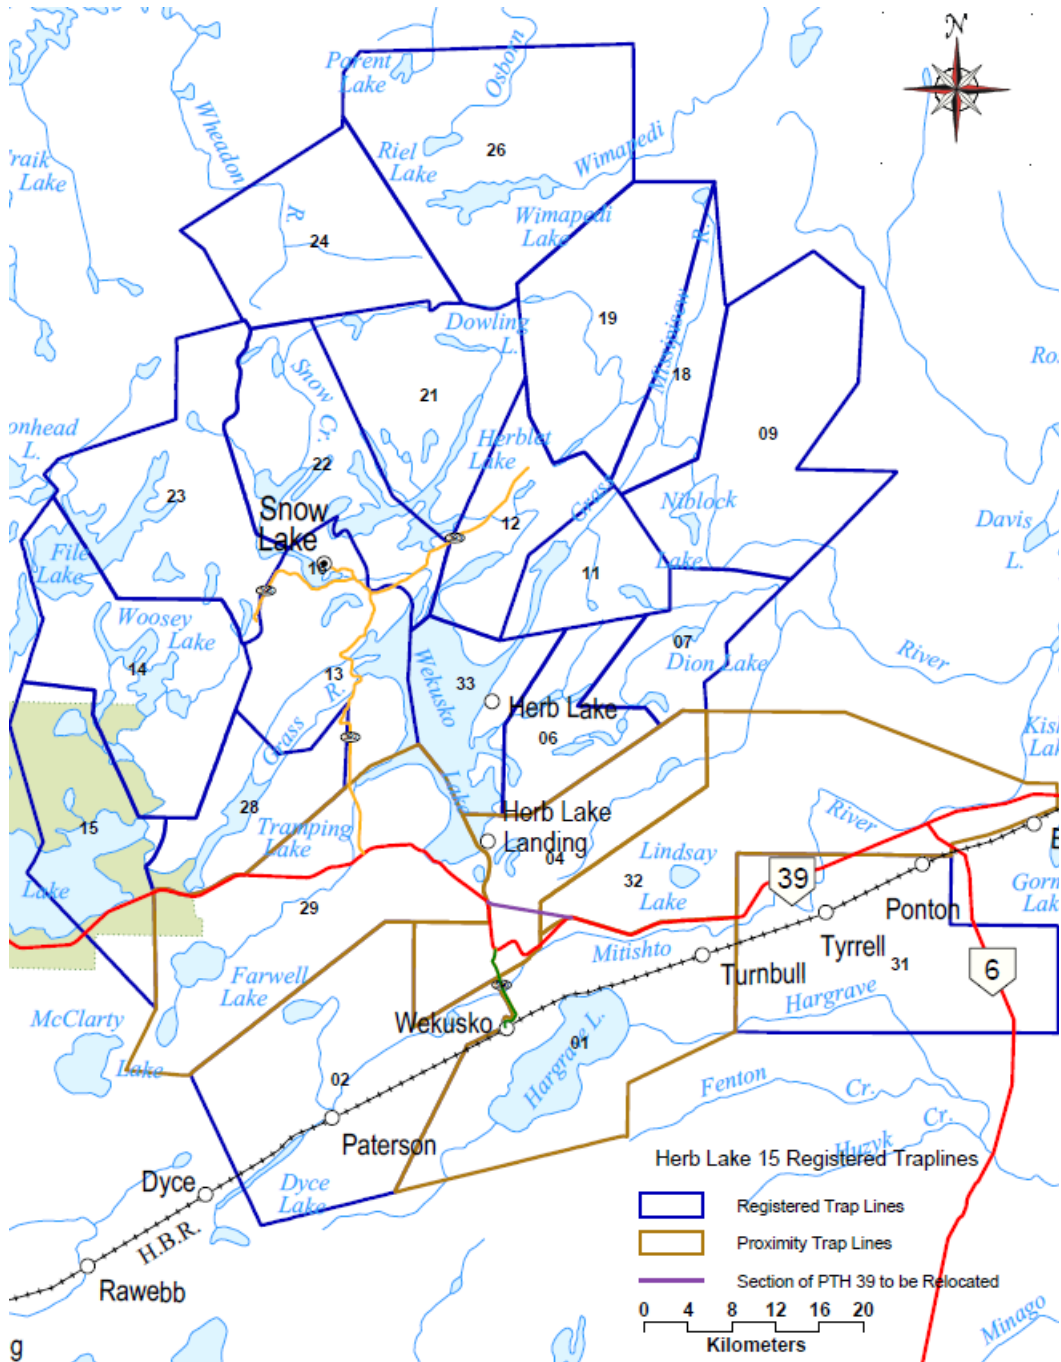 N
Parent
Lake
Osborn
Wheadon
R.
Riel
Lake
26
Wimapedi
raik
Lake
Wimapedi
Lake
R.
24
Dowling
L.
19
Missipisew
18
Ro
Snow
Cr.
21
09
onhead
L.
Herblet
Lake
22
23
Snow
Lake
12
Grass
Niblock
Lake
Davis
L.
File
Lake
10
11
Woosey
Lake
14
13
R.
Grass
Wekusko
Lake
33
Herb Lake
07
Dion Lake
River
06
Kis
Lak
15
Lake
28
Tramping
Lake
Herb Lake
Landing
04
Lindsay
Lake
32
River
39
Ponton
Gorm
Lak
29
Farwell
Lake
Mitishto
Tyrrell
Turnbull
31
6
Hargrave
McClarty
Lake
Wekusko
Hargrave L.
01
02
Fenton
Cr.
Cr.
Huzyk
Paterson
Dyce
Dyce
Lake
H.B.R.
Rawebb
g
Herb Lake 15 Registered Traplines
Registered Trap Lines
Proximity Trap Lines
Section of PTH 39 to be Relocated
0 4 8 12 16 20
Kilometers
Minago